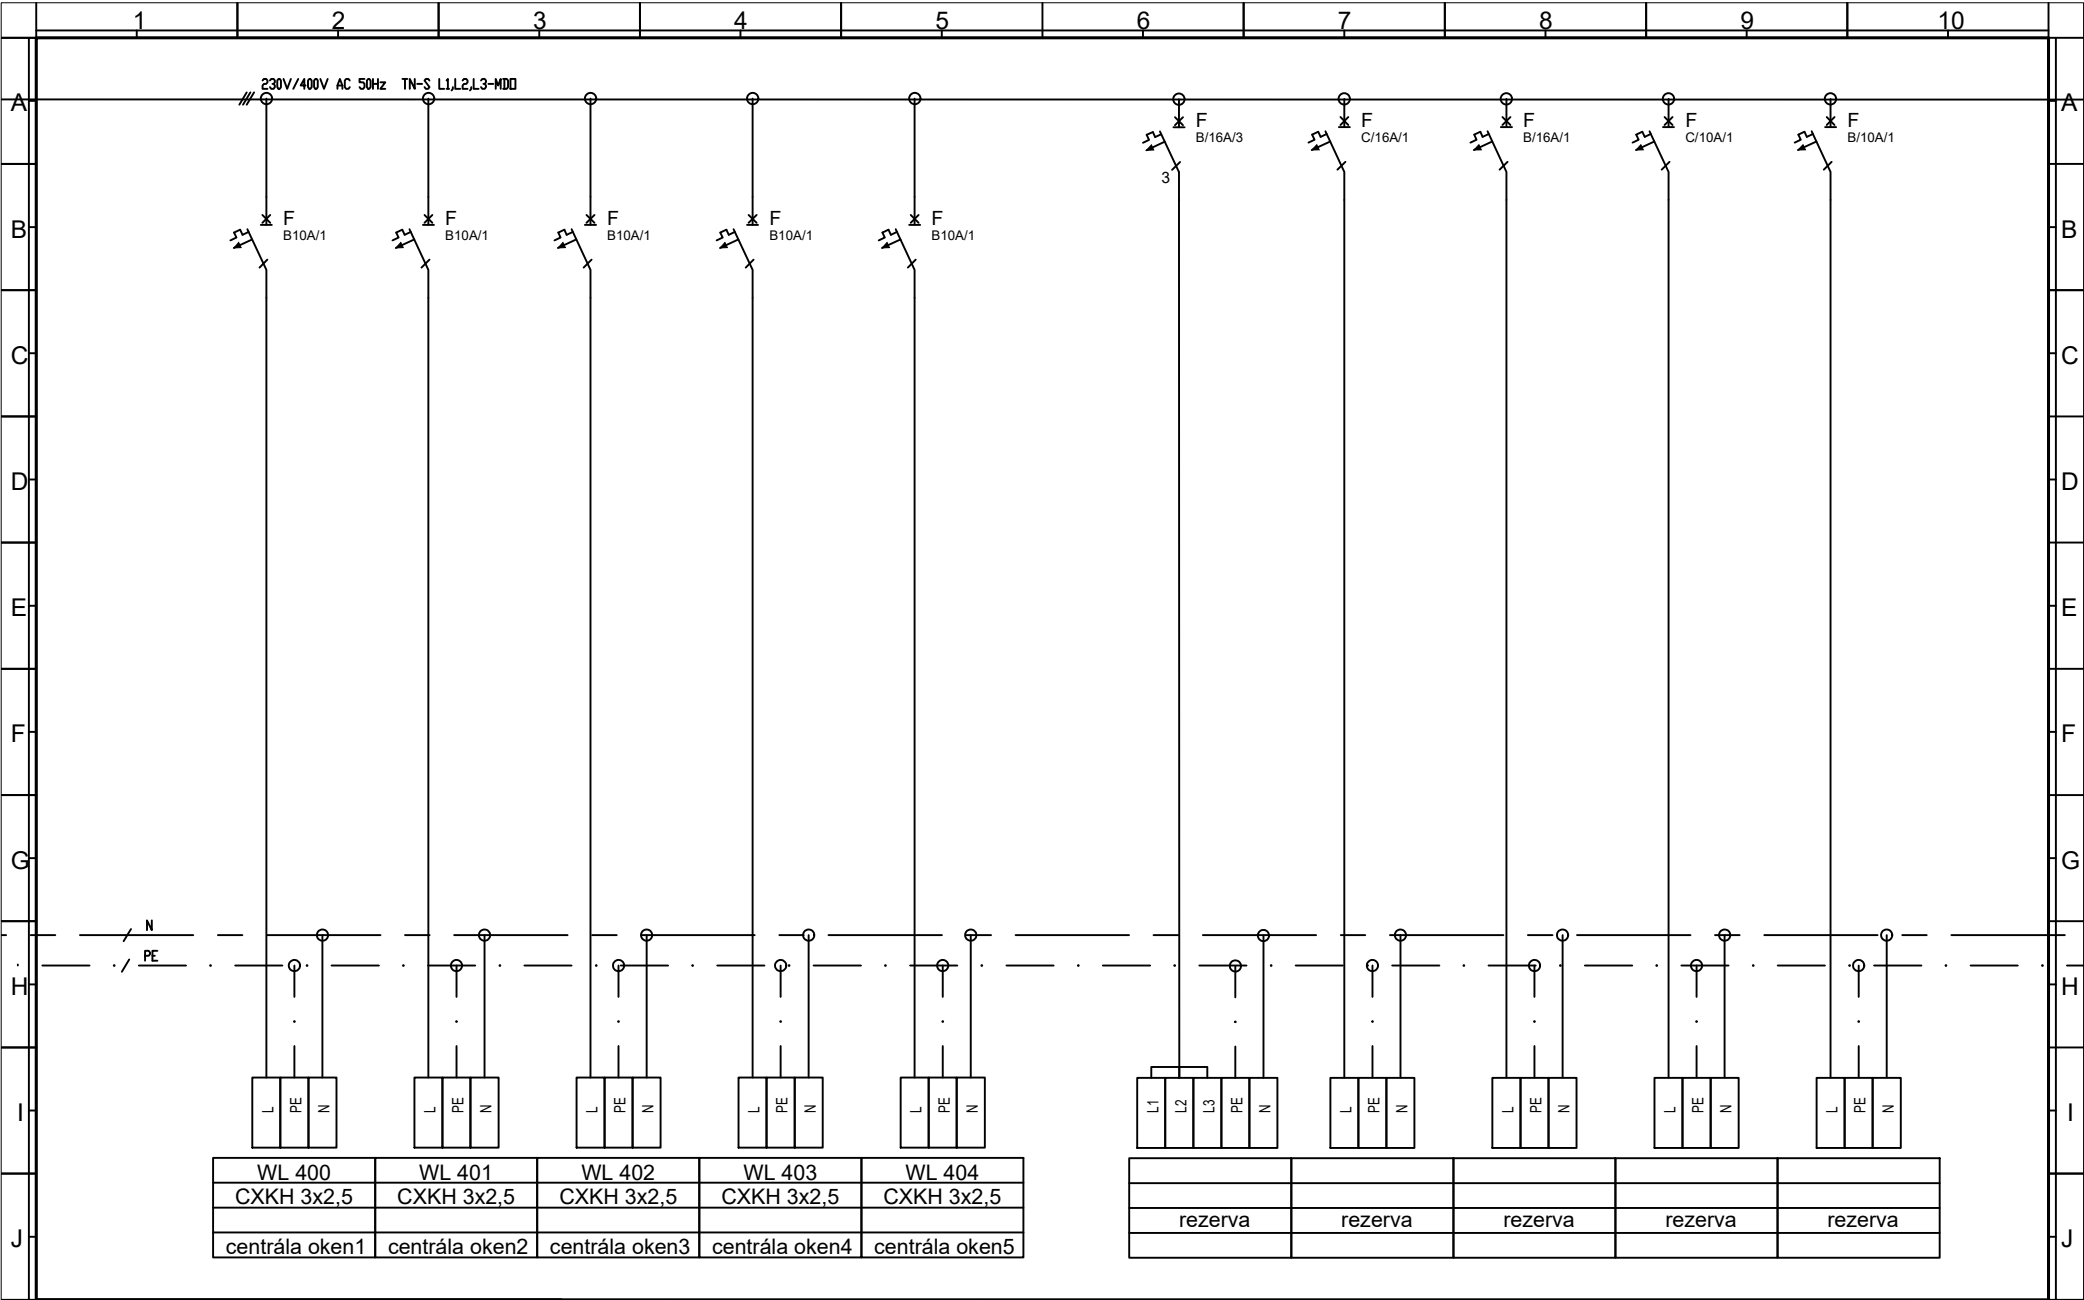 1 2 3 4 5 6 7 8 9 10
230V/400V AC 50Hz TN-S L1,L2,L3-MDO
A A
F F F F F
B/16A/3 C/16A/1 B/16A/1 C/10A/1 B/10A/1
3
F F F F F
B B
B10A/1 B10A/1 B10A/1 B10A/1 B10A/1
C C
D D
E E
F F
G G
N
PE
H H
L PE N L PE N L PE N L PE N L PE N L1 L2 L3 PE N L PE N L PE N L PE N L PE N
I I
WL 400 WL 401 WL 402 WL 403 WL 404
CXKH 3x2,5 CXKH 3x2,5 CXKH 3x2,5 CXKH 3x2,5 CXKH 3x2,5
rezerva rezerva rezerva rezerva rezerva
J J
centrála oken1 centrála oken2 centrála oken3 centrála oken4 centrála oken5